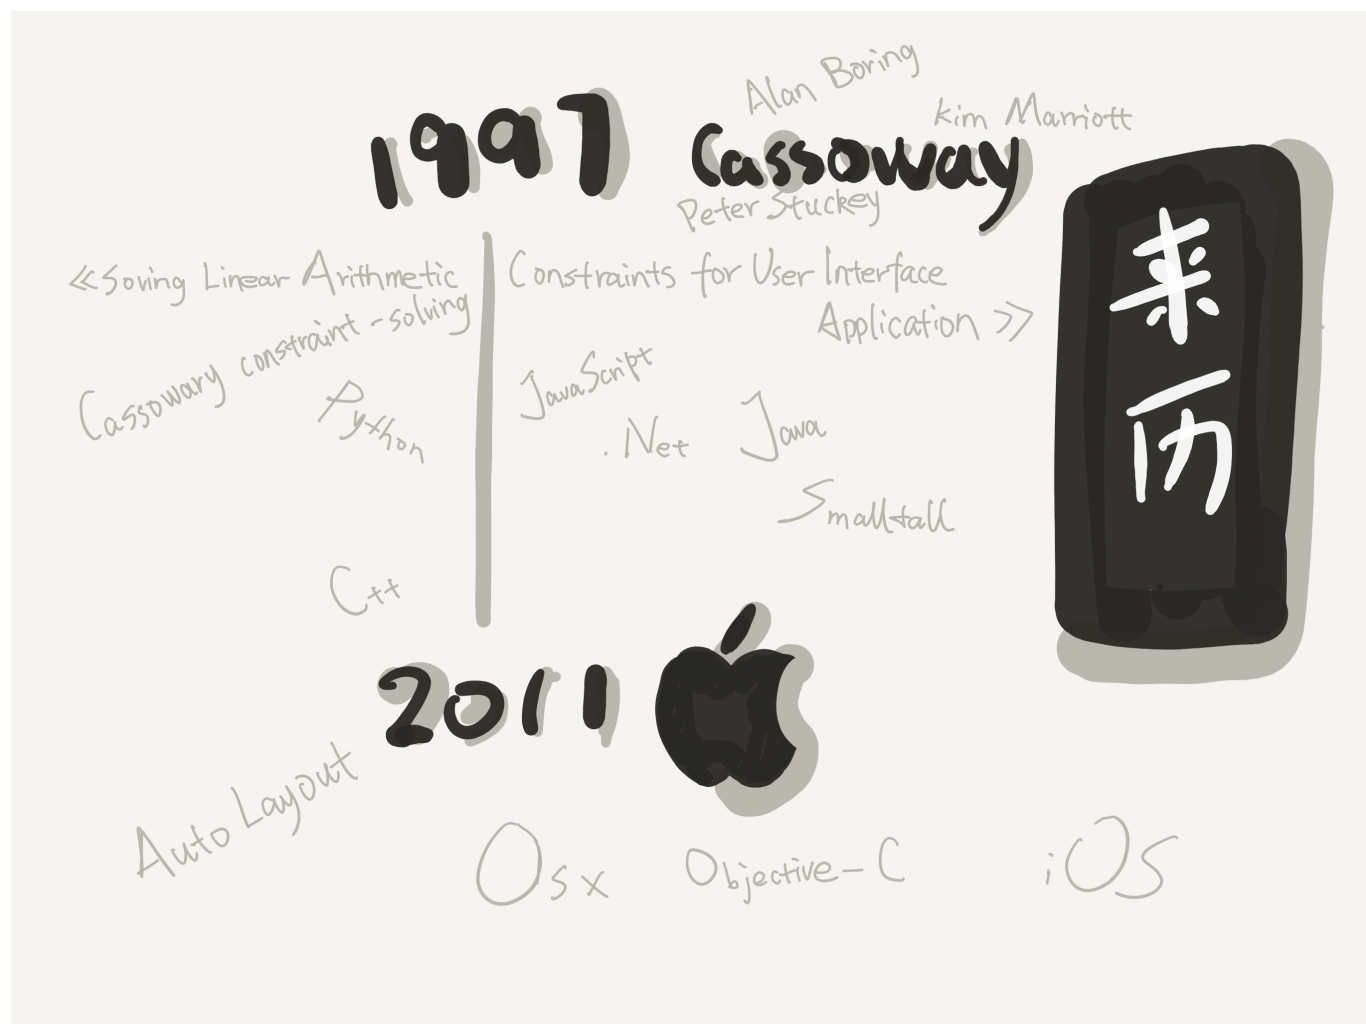 Alan Boring
1997 Cassoway
Kim Marriott
Peter Stuckey
来历
《Soving Linear Arithmetic Constraints for User Interface
Application》
Cassowary constraint-solving
Python
JavaScript
.Net
Java
Smalltall
C++
2011
Auto Layout
Osx
Objective-C
iOS